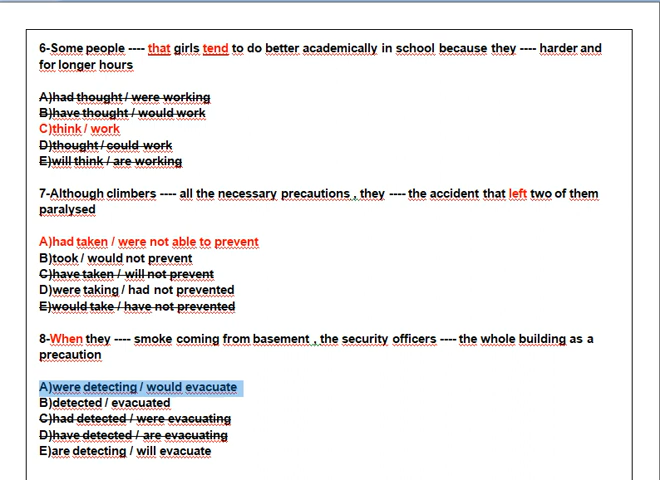 6-Some people ---- that girls tend to do better academically in school because they ---- harder and
for longer hours
A)had thought / were working
B)have thought / would work
C)think / work
D)thought / could work
E)will think / are working
7-Although climbers ---- all the necessary precautions , they ---- the accident that left two of them
paralysed
A)had taken / were not able to prevent
B)took / would not prevent
C)have taken / will not prevent
D)were taking / had not prevented
E)would take / have not prevented
8-When they ---- smoke coming from basement , the security officers ---- the whole building as a
precaution
A)were detecting / would evacuate
B)detected / evacuated
C)had detected / were evacuating
D)have detected / are evacuating
E)are detecting / will evacuate